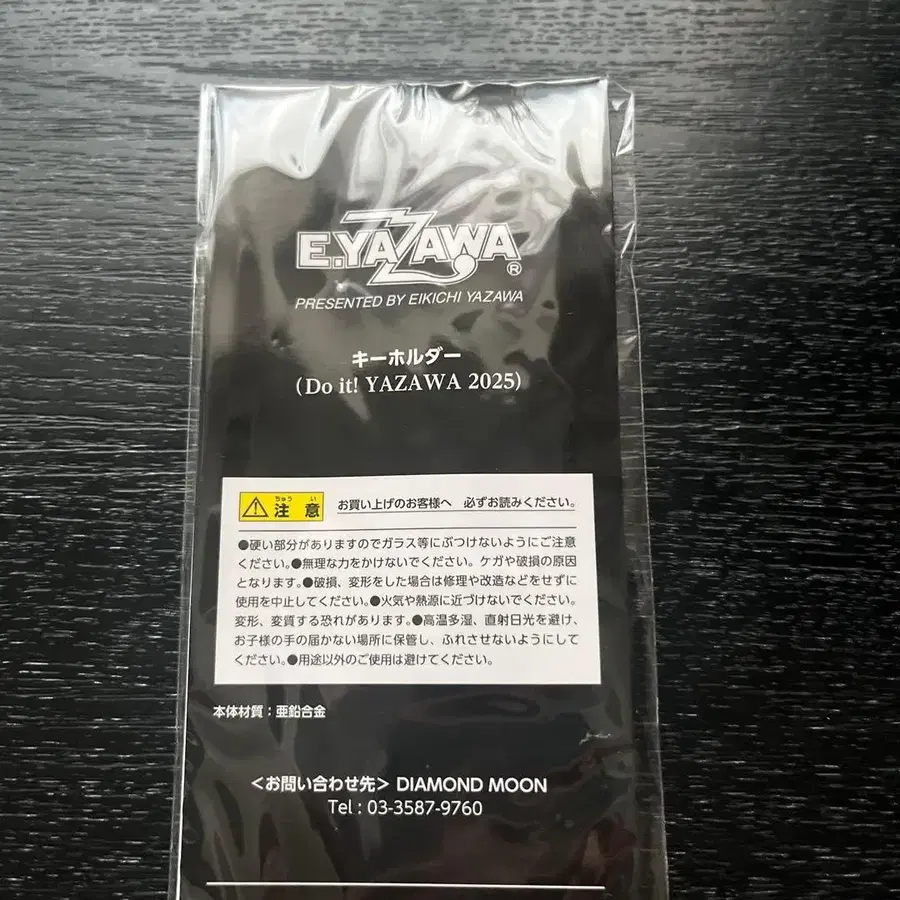 E.YAZAWA®
PRESENTED BY EIKICHI YAZAWA
キーホルダー
(Do it! YAZAWA 2025)
ちゅう い
注 意 お買い上げのお客様へ 必ずお読みください。
●硬い部分がありますのでガラス等にぶつけないようにご注意
ください。●無理な力をかけないでください。ケガや破損の原因
となります。●破損、変形をした場合は修理や改造などをせずに
使用を中止してください。●火気や熱源に近づけないでください。
変形、変質する恐れがあります。●高温多湿、直射日光を避け、
お子様の手の届かない場所に保管し、ふれさせないようにして
ください。●用途以外のご使用は避けてください。
本体材質：亜鉛合金
＜お問い合わせ先＞ DIAMOND MOON
Tel : 03-3587-9760